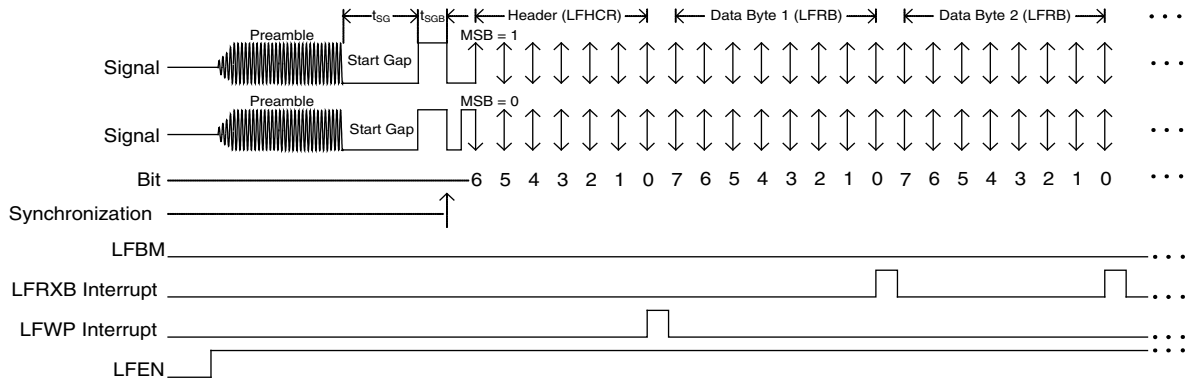 t_SG t_SGB Header (LFHCR) Data Byte 1 (LFRB) Data Byte 2 (LFRB) • • •
Preamble MSB = 1
Signal Start Gap • • •
Preamble MSB = 0
Signal Start Gap • • •
Bit 6 5 4 3 2 1 0 7 6 5 4 3 2 1 0 7 6 5 4 3 2 1 0 • • •
Synchronization
LFBM • • •
LFRXB Interrupt • • •
LFWP Interrupt • • •
LFEN • • •